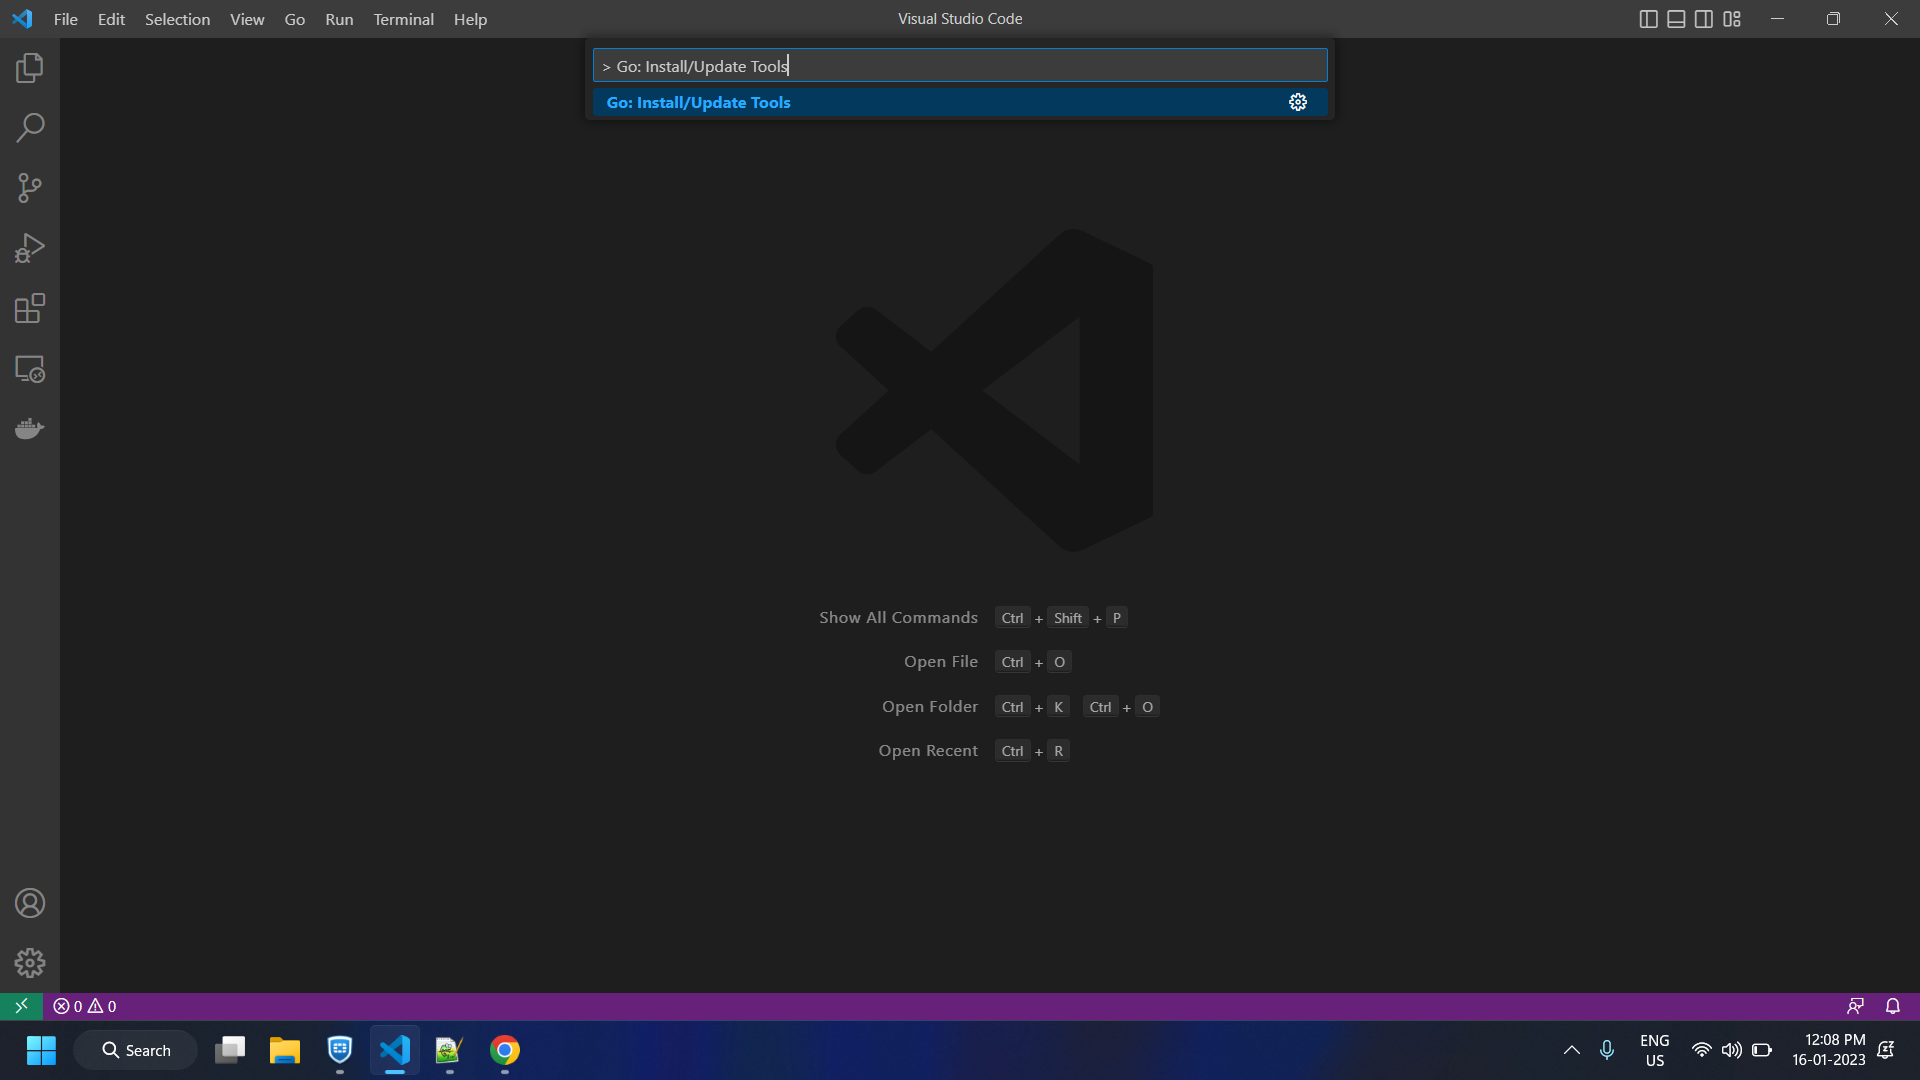 File Edit Selection View Go Run Terminal Help
Visual Studio Code
> Go: Install/Update Tools
Go: Install/Update Tools
Show All Commands Ctrl + Shift + P
Open File Ctrl + O
Open Folder Ctrl + K Ctrl + O
Open Recent Ctrl + R
0 0
Search
ENG
US
12:08 PM
16-01-2023